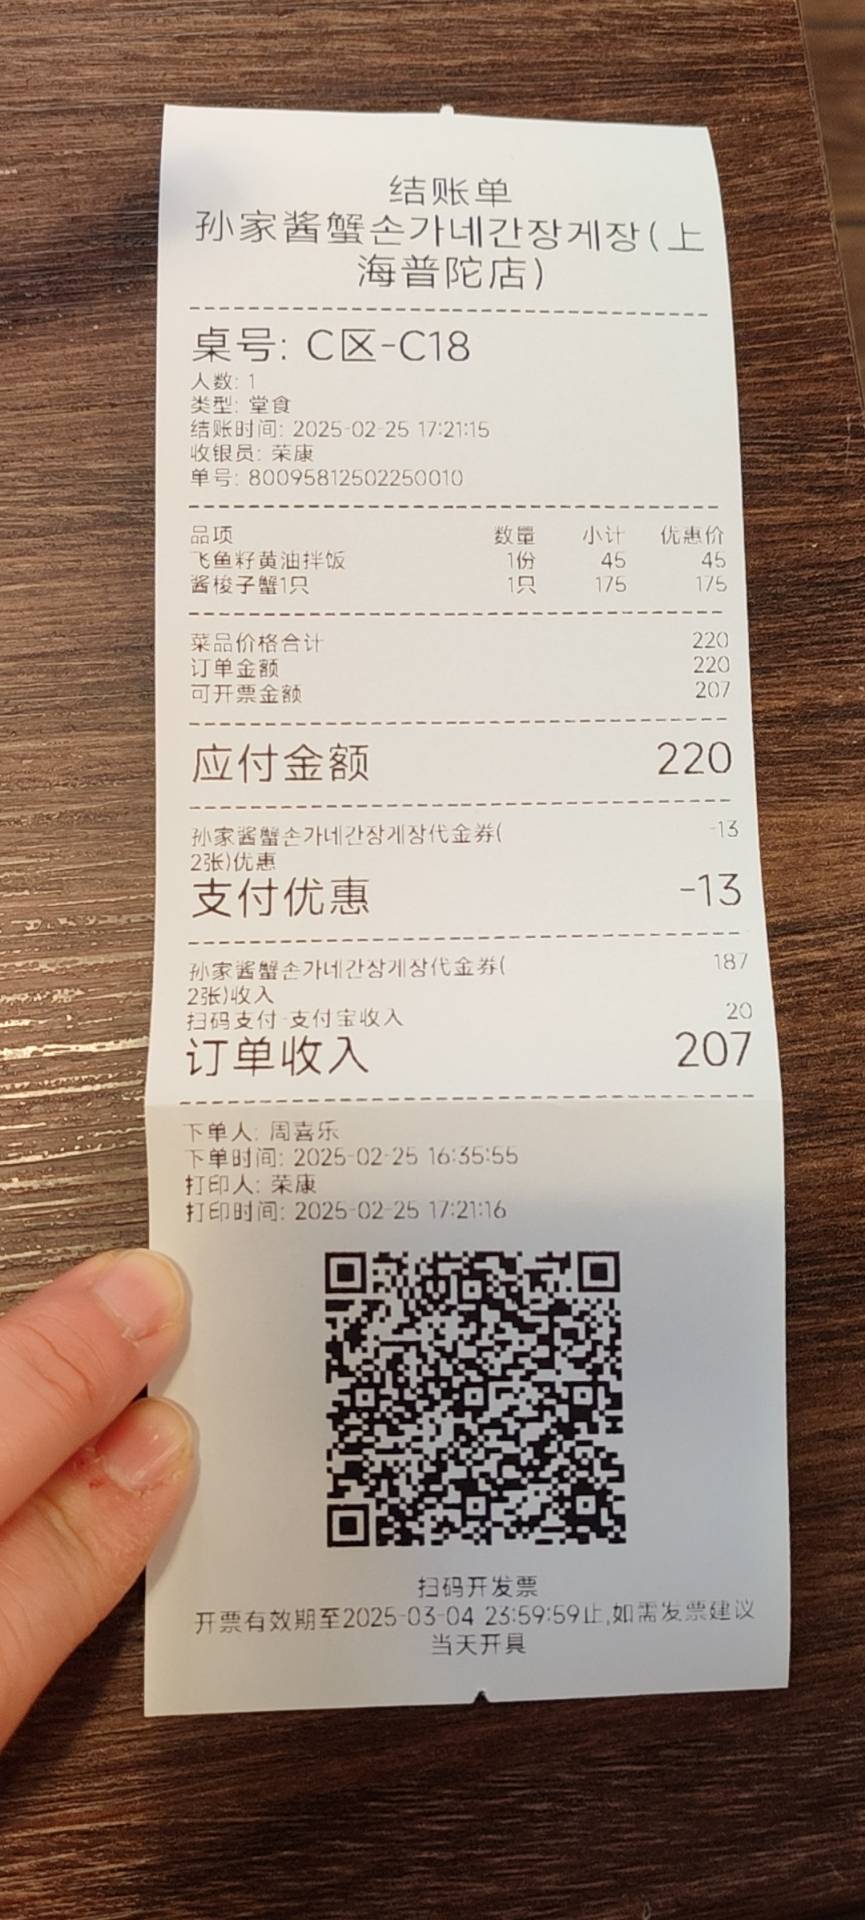 结账单
孙家酱蟹손가네간장게장(上
海普陀店)
桌号: C区-C18
人数: 1
类型: 堂食
结账时间: 2025-02-25 17:21:15
收银员: 荣康
单号: 80095812502250010
品项 数量 小计 优惠价
飞鱼籽黄油拌饭 1份 45 45
酱梭子蟹1只 1只 175 175
菜品价格合计 220
订单金额 220
可开票金额 207
应付金额 220
孙家酱蟹손가네간장게장代金券( -13
2张)优惠
支付优惠 -13
孙家酱蟹손가네간장게장代金券( 187
2张)收入
扫码支付-支付宝收入 20
订单收入 207
下单人: 周喜乐
下单时间: 2025-02-25 16:35:55
打印人: 荣康
打印时间: 2025-02-25 17:21:16
扫码开发票
开票有效期至2025-03-04 23:59:59止,如需发票建议
当天开具